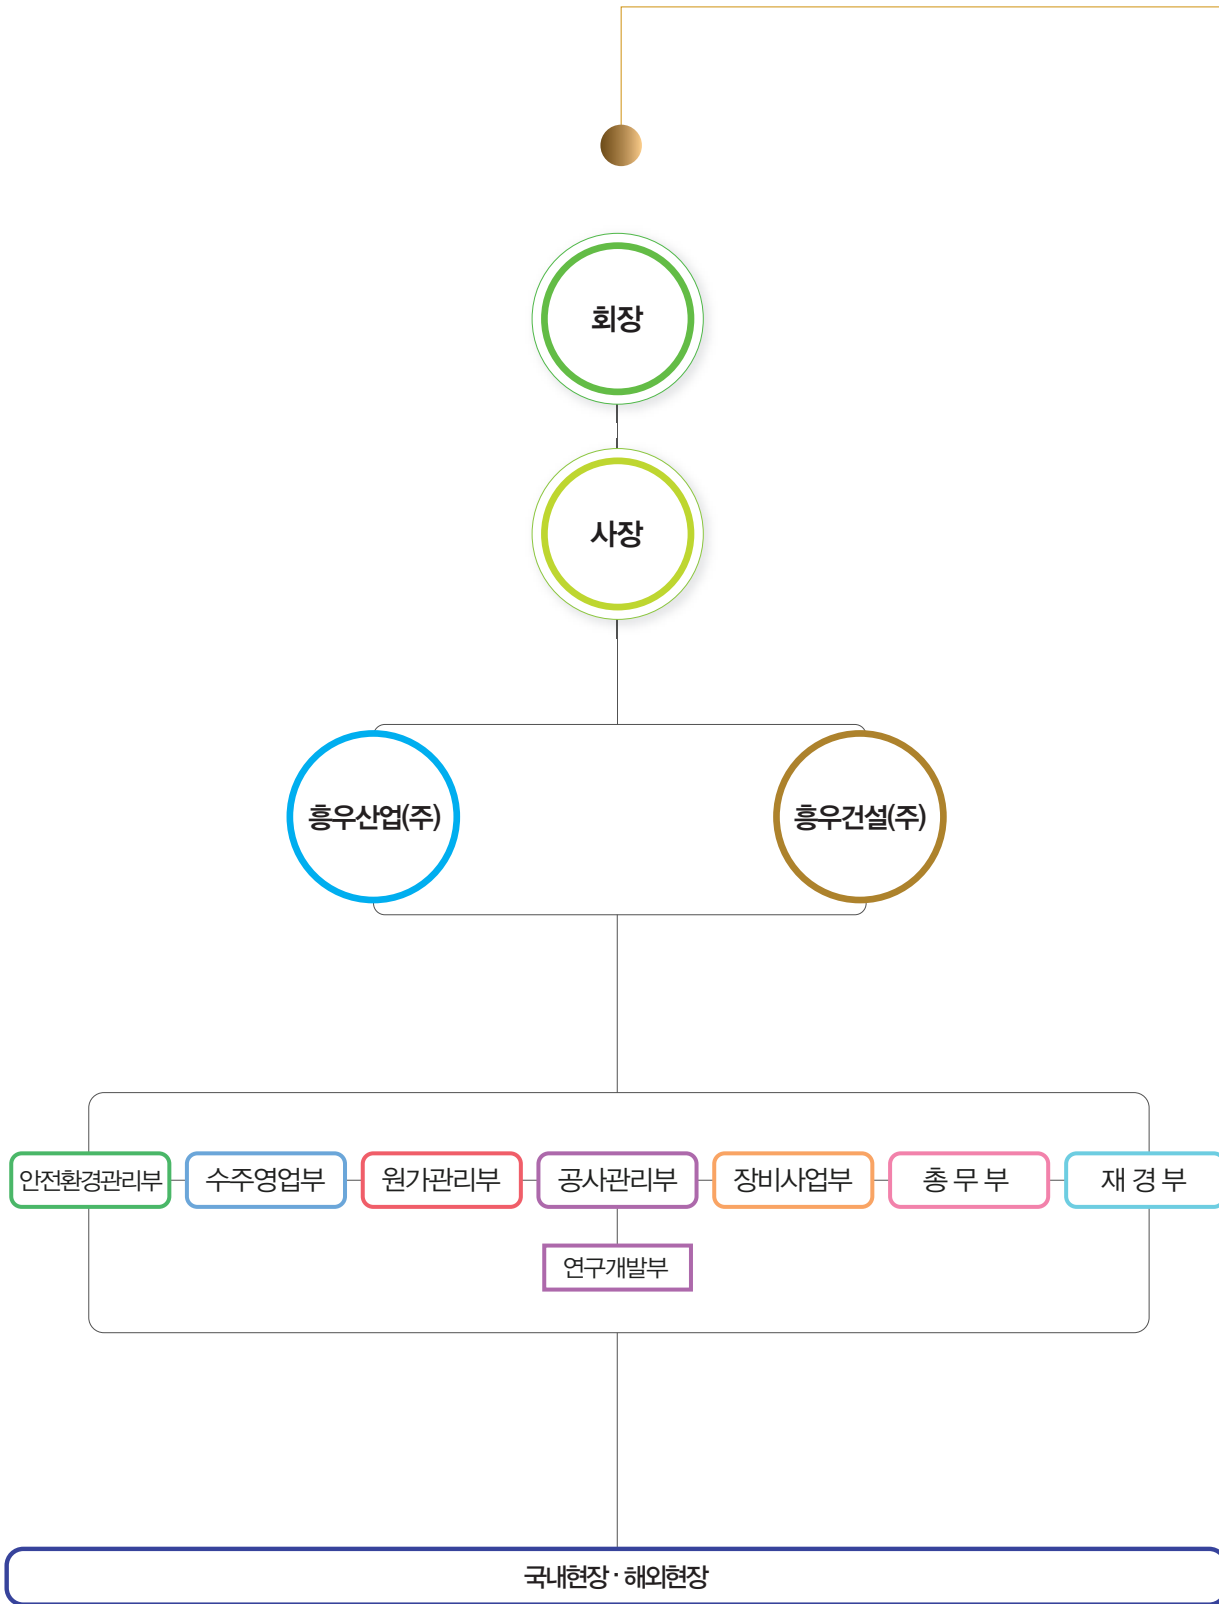 회장
사장
흥우산업(주)
흥우건설(주)
안전환경관리부
수주영업부
원가관리부
공사관리부
장비사업부
총 무 부
재 경 부
연구개발부
국내현장 · 해외현장